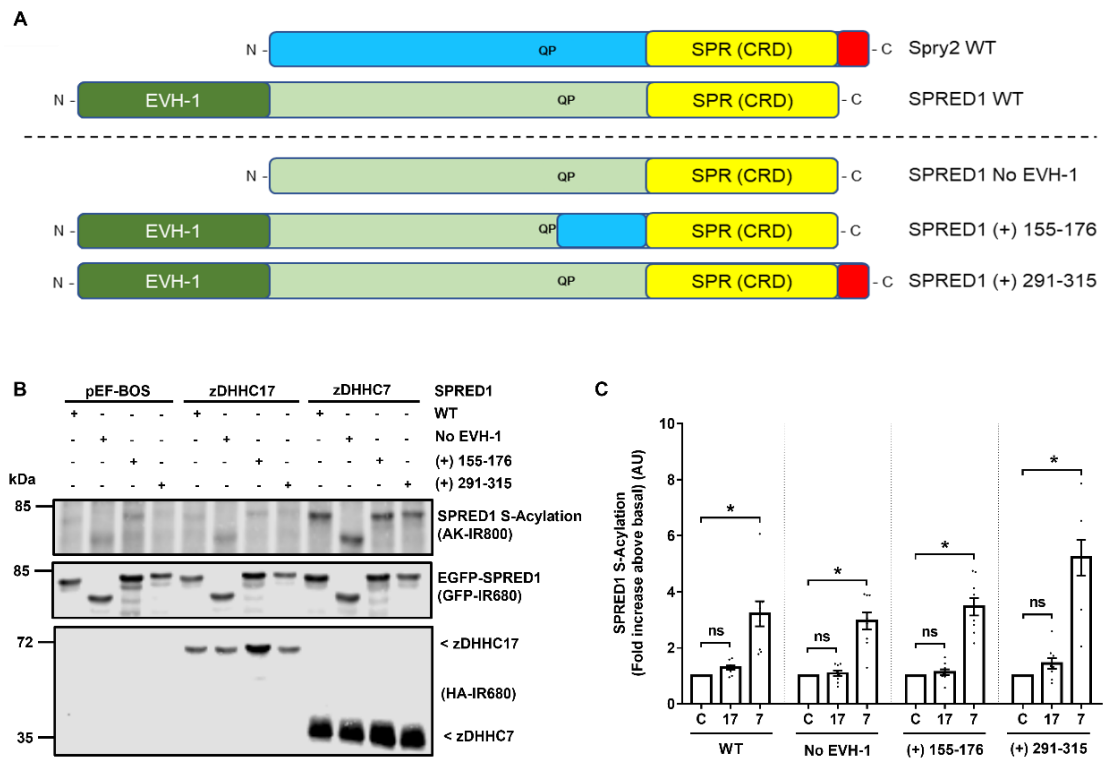 A
N - QP SPR (CRD) - C Spry2 WT
N - EVH-1 QP SPR (CRD) - C SPRED1 WT
N - QP SPR (CRD) - C SPRED1 No EVH-1
N - EVH-1 QP SPR (CRD) - C SPRED1 (+) 155-176
N - EVH-1 QP SPR (CRD) - C SPRED1 (+) 291-315
B
pEF-BOS zDHHC17 zDHHC7 SPRED1
+ - - - + - - - + - - - WT
- + - - - + - - - + - - No EVH-1
- - + - - - + - - - + - (+) 155-176
- - - + - - - + - - - + (+) 291-315
kDa
85
SPRED1 S-Acylation
(AK-IR800)
85
EGFP-SPRED1
(GFP-IR680)
72
< zDHHC17
(HA-IR680)
35
< zDHHC7
C
SPRED1 S-Acylation
(Fold increase above basal) (AU)
10
8
6
4
2
0
ns * ns * ns * ns *
C 17 7 C 17 7 C 17 7 C 17 7
WT No EVH-1 (+) 155-176 (+) 291-315